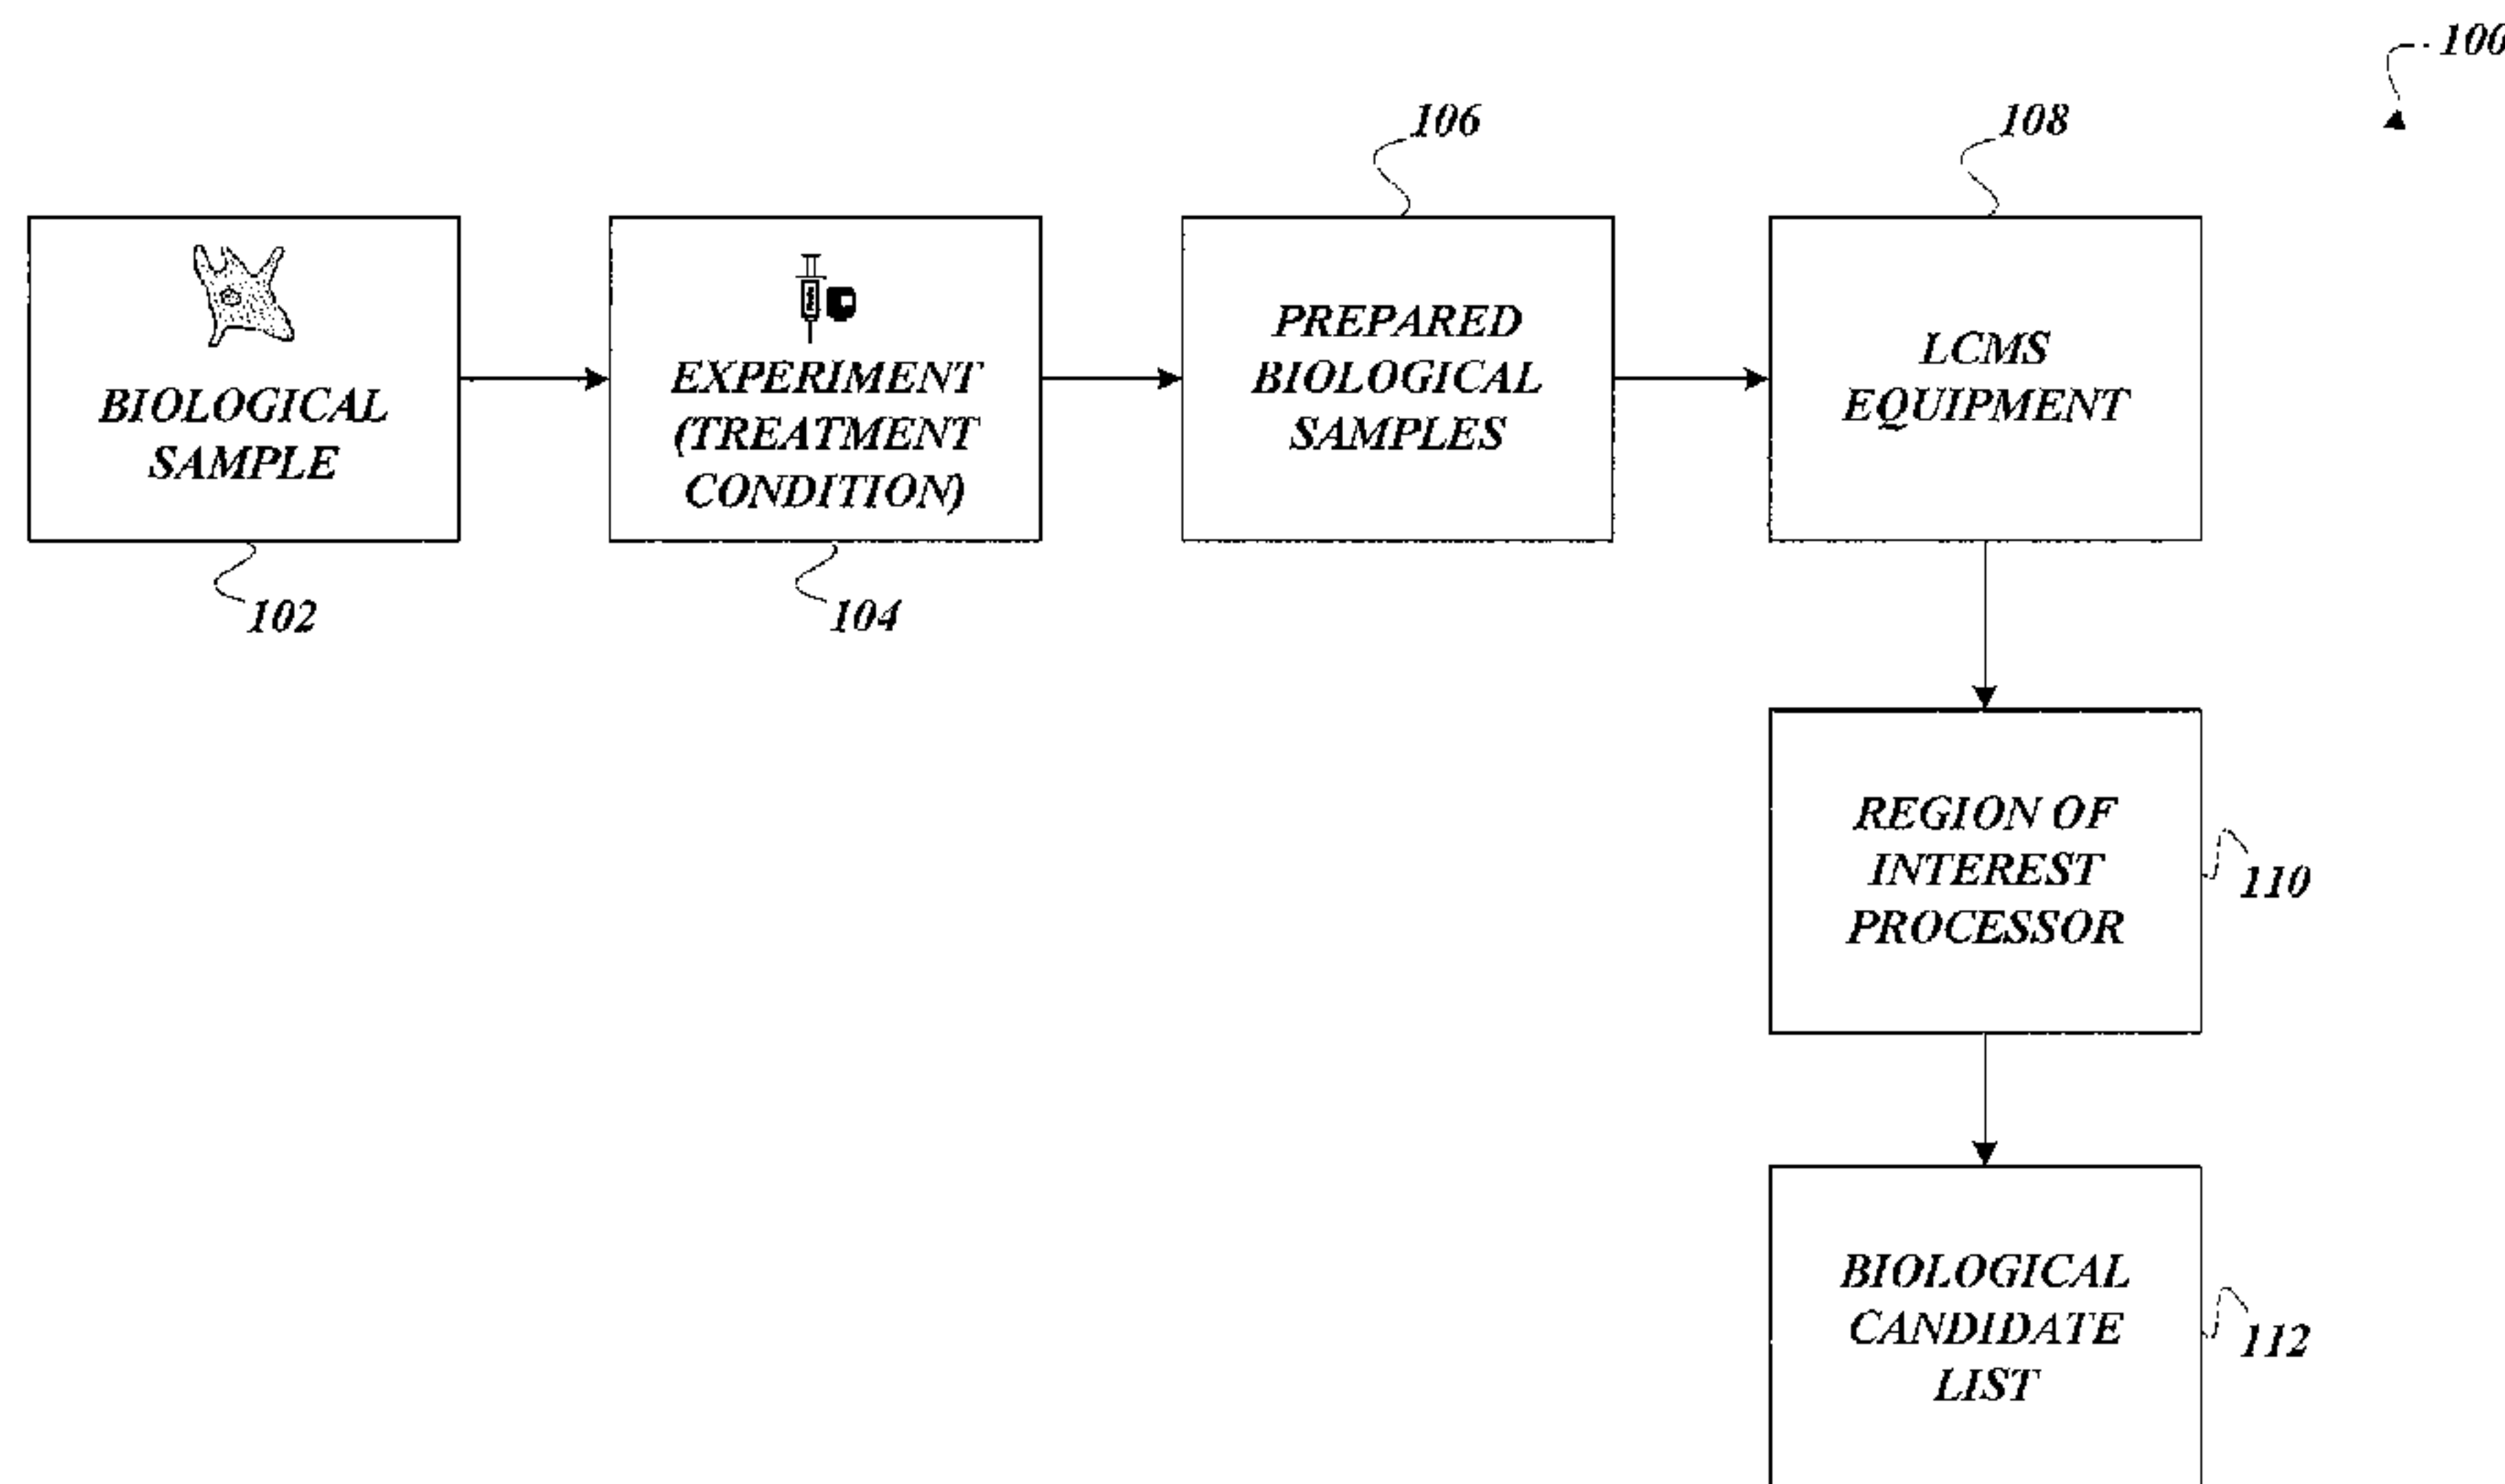 100
106
108
BIOLOGICAL
SAMPLE
EXPERIMENT
(TREATMENT
CONDITION)
PREPARED
BIOLOGICAL
SAMPLES
LCMS
EQUIPMENT
102
104
REGION OF
INTEREST
PROCESSOR
110
BIOLOGICAL
CANDIDATE
LIST
112